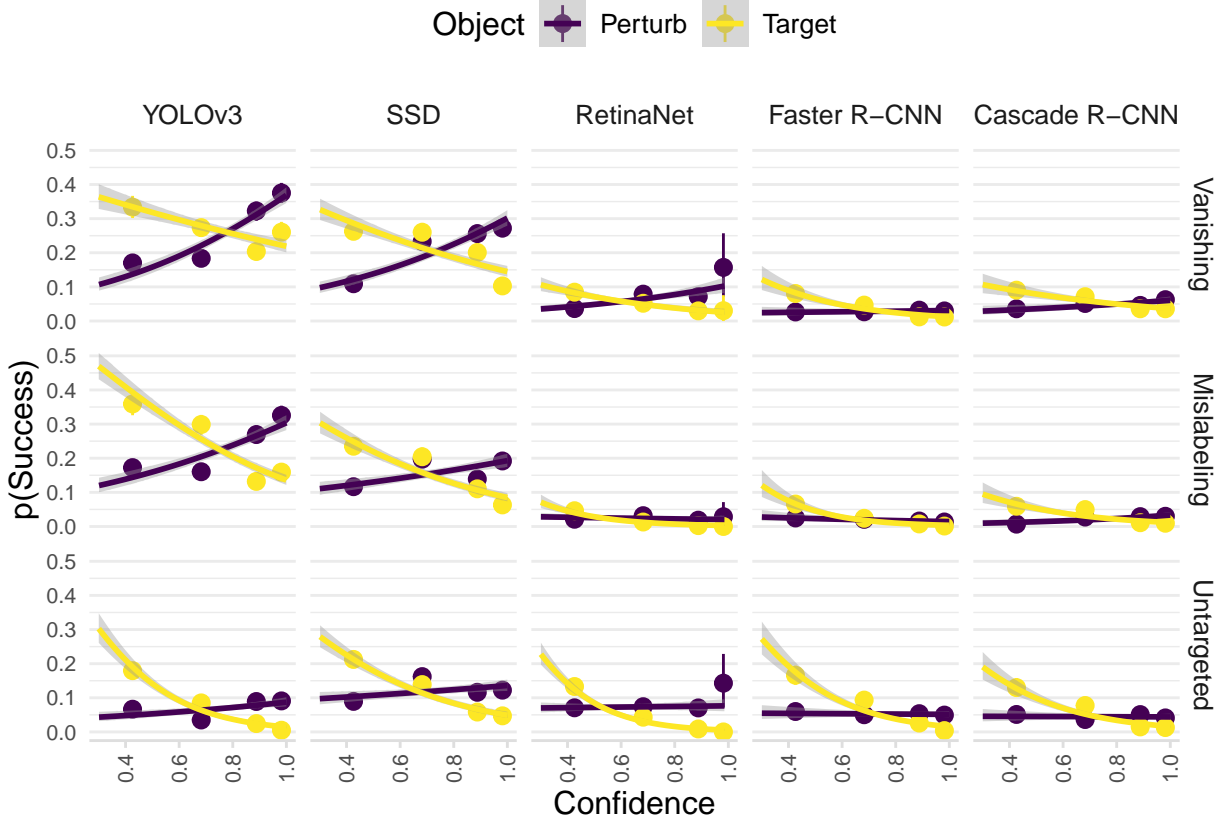 Object Perturb Target
YOLOv3 SSD RetinaNet Faster R−CNN Cascade R−CNN
0.5
0.4
0.3
0.2
0.1
0.0
Vanishing
0.5
0.4
0.3
0.2
0.1
0.0
Mislabeling
0.5
0.4
0.3
0.2
0.1
0.0
Untargeted
p(Success)
0.4 0.6 0.8 1.0 0.4 0.6 0.8 1.0 0.4 0.6 0.8 1.0 0.4 0.6 0.8 1.0 0.4 0.6 0.8 1.0
Confidence